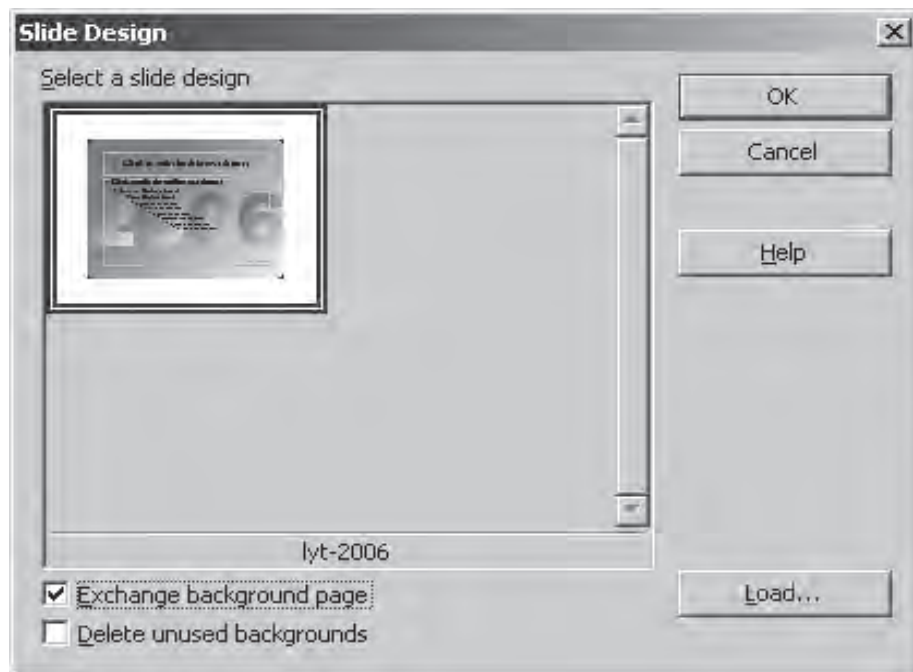 Slide Design
Select a slide design
OK
Cancel
Help
lyt-2006
Exchange background page
Delete unused backgrounds
Load...